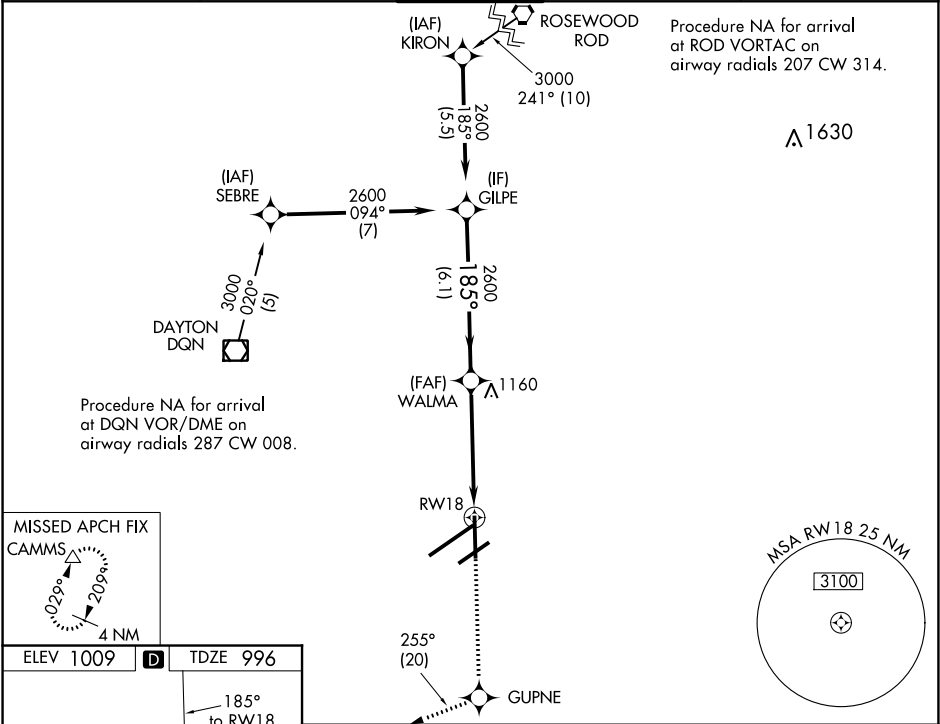 (IAF)
KIRON
ROSEWOOD
ROD
Procedure NA for arrival
at ROD VORTAC on
airway radials 207 CW 314.
3000
241° (10)
2600
185°
(5.5)
1630
(IAF)
SEBRE
2600
094°
(7)
(IF)
GILPE
3000
020°
(5)
2600
185°
(6.1)
DAYTON
DQN
(FAF)
WALMA
1160
Procedure NA for arrival
at DQN VOR/DME on
airway radials 287 CW 008.
RW18
MISSED APCH FIX
CAMMS
029°
209°
4 NM
MSA RW18 25 NM
3100
ELEV 1009 D TDZE 996
255°
(20)
GUPNE
185°
to RW18